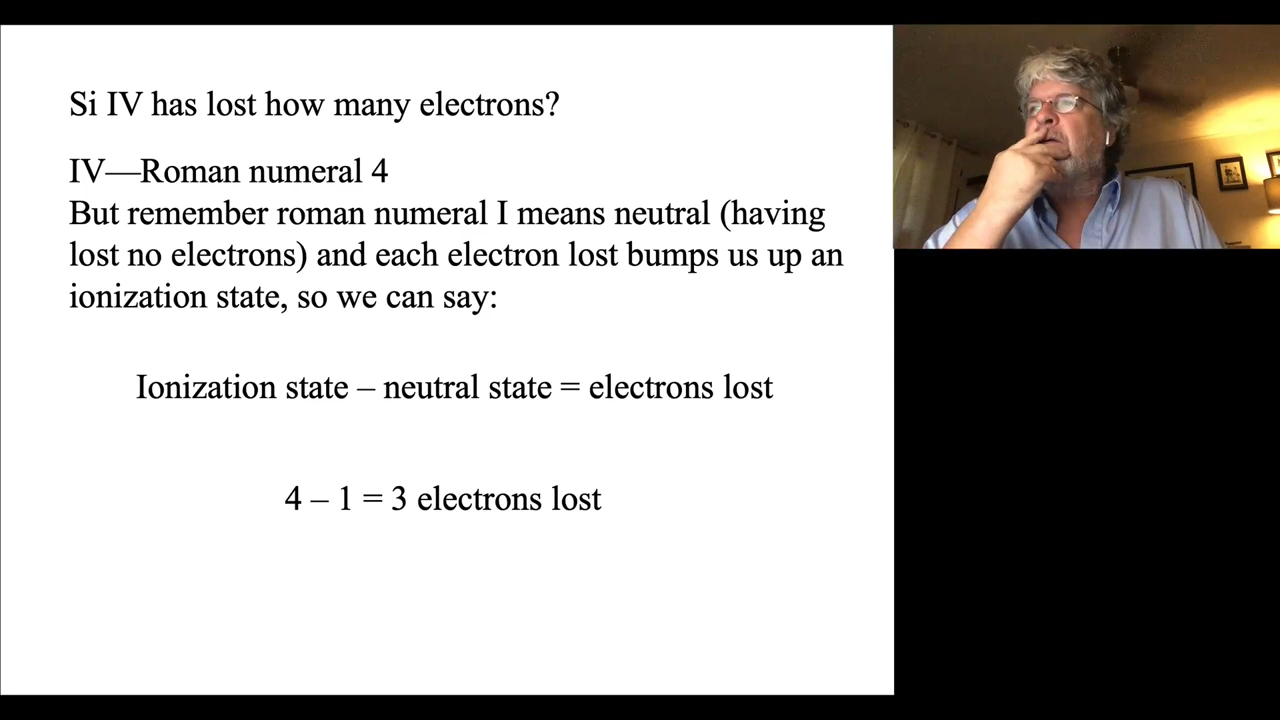 Si IV has lost how many electrons?
IV—Roman numeral 4
But remember roman numeral I means neutral (having
lost no electrons) and each electron lost bumps us up an
ionization state, so we can say:
Ionization state – neutral state = electrons lost
4 – 1 = 3 electrons lost